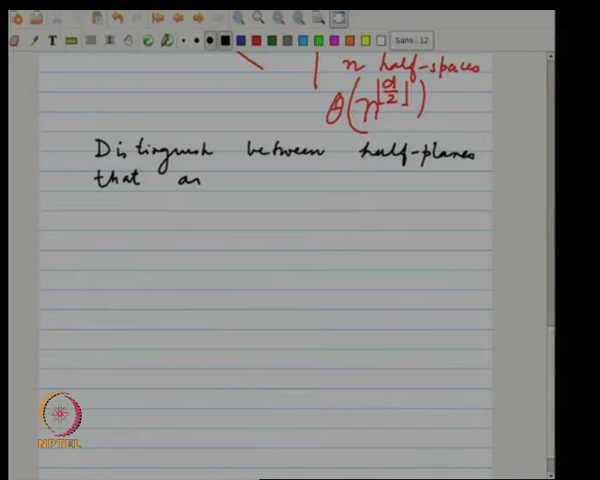 Sans : 12
n half-spaces
θ(n^⌊d/2⌋)
Distinguish between half-planes
that ar
NPTEL